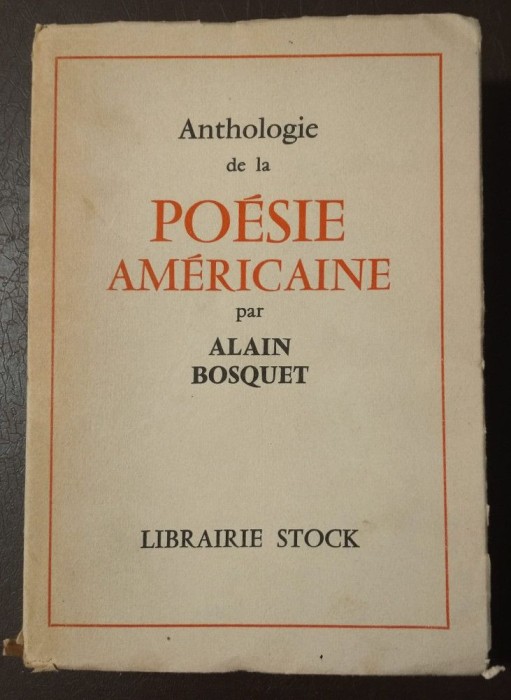 Anthologie
de la
POÉSIE
AMÉRICAINE
par
ALAIN
BOSQUET
LIBRAIRIE STOCK